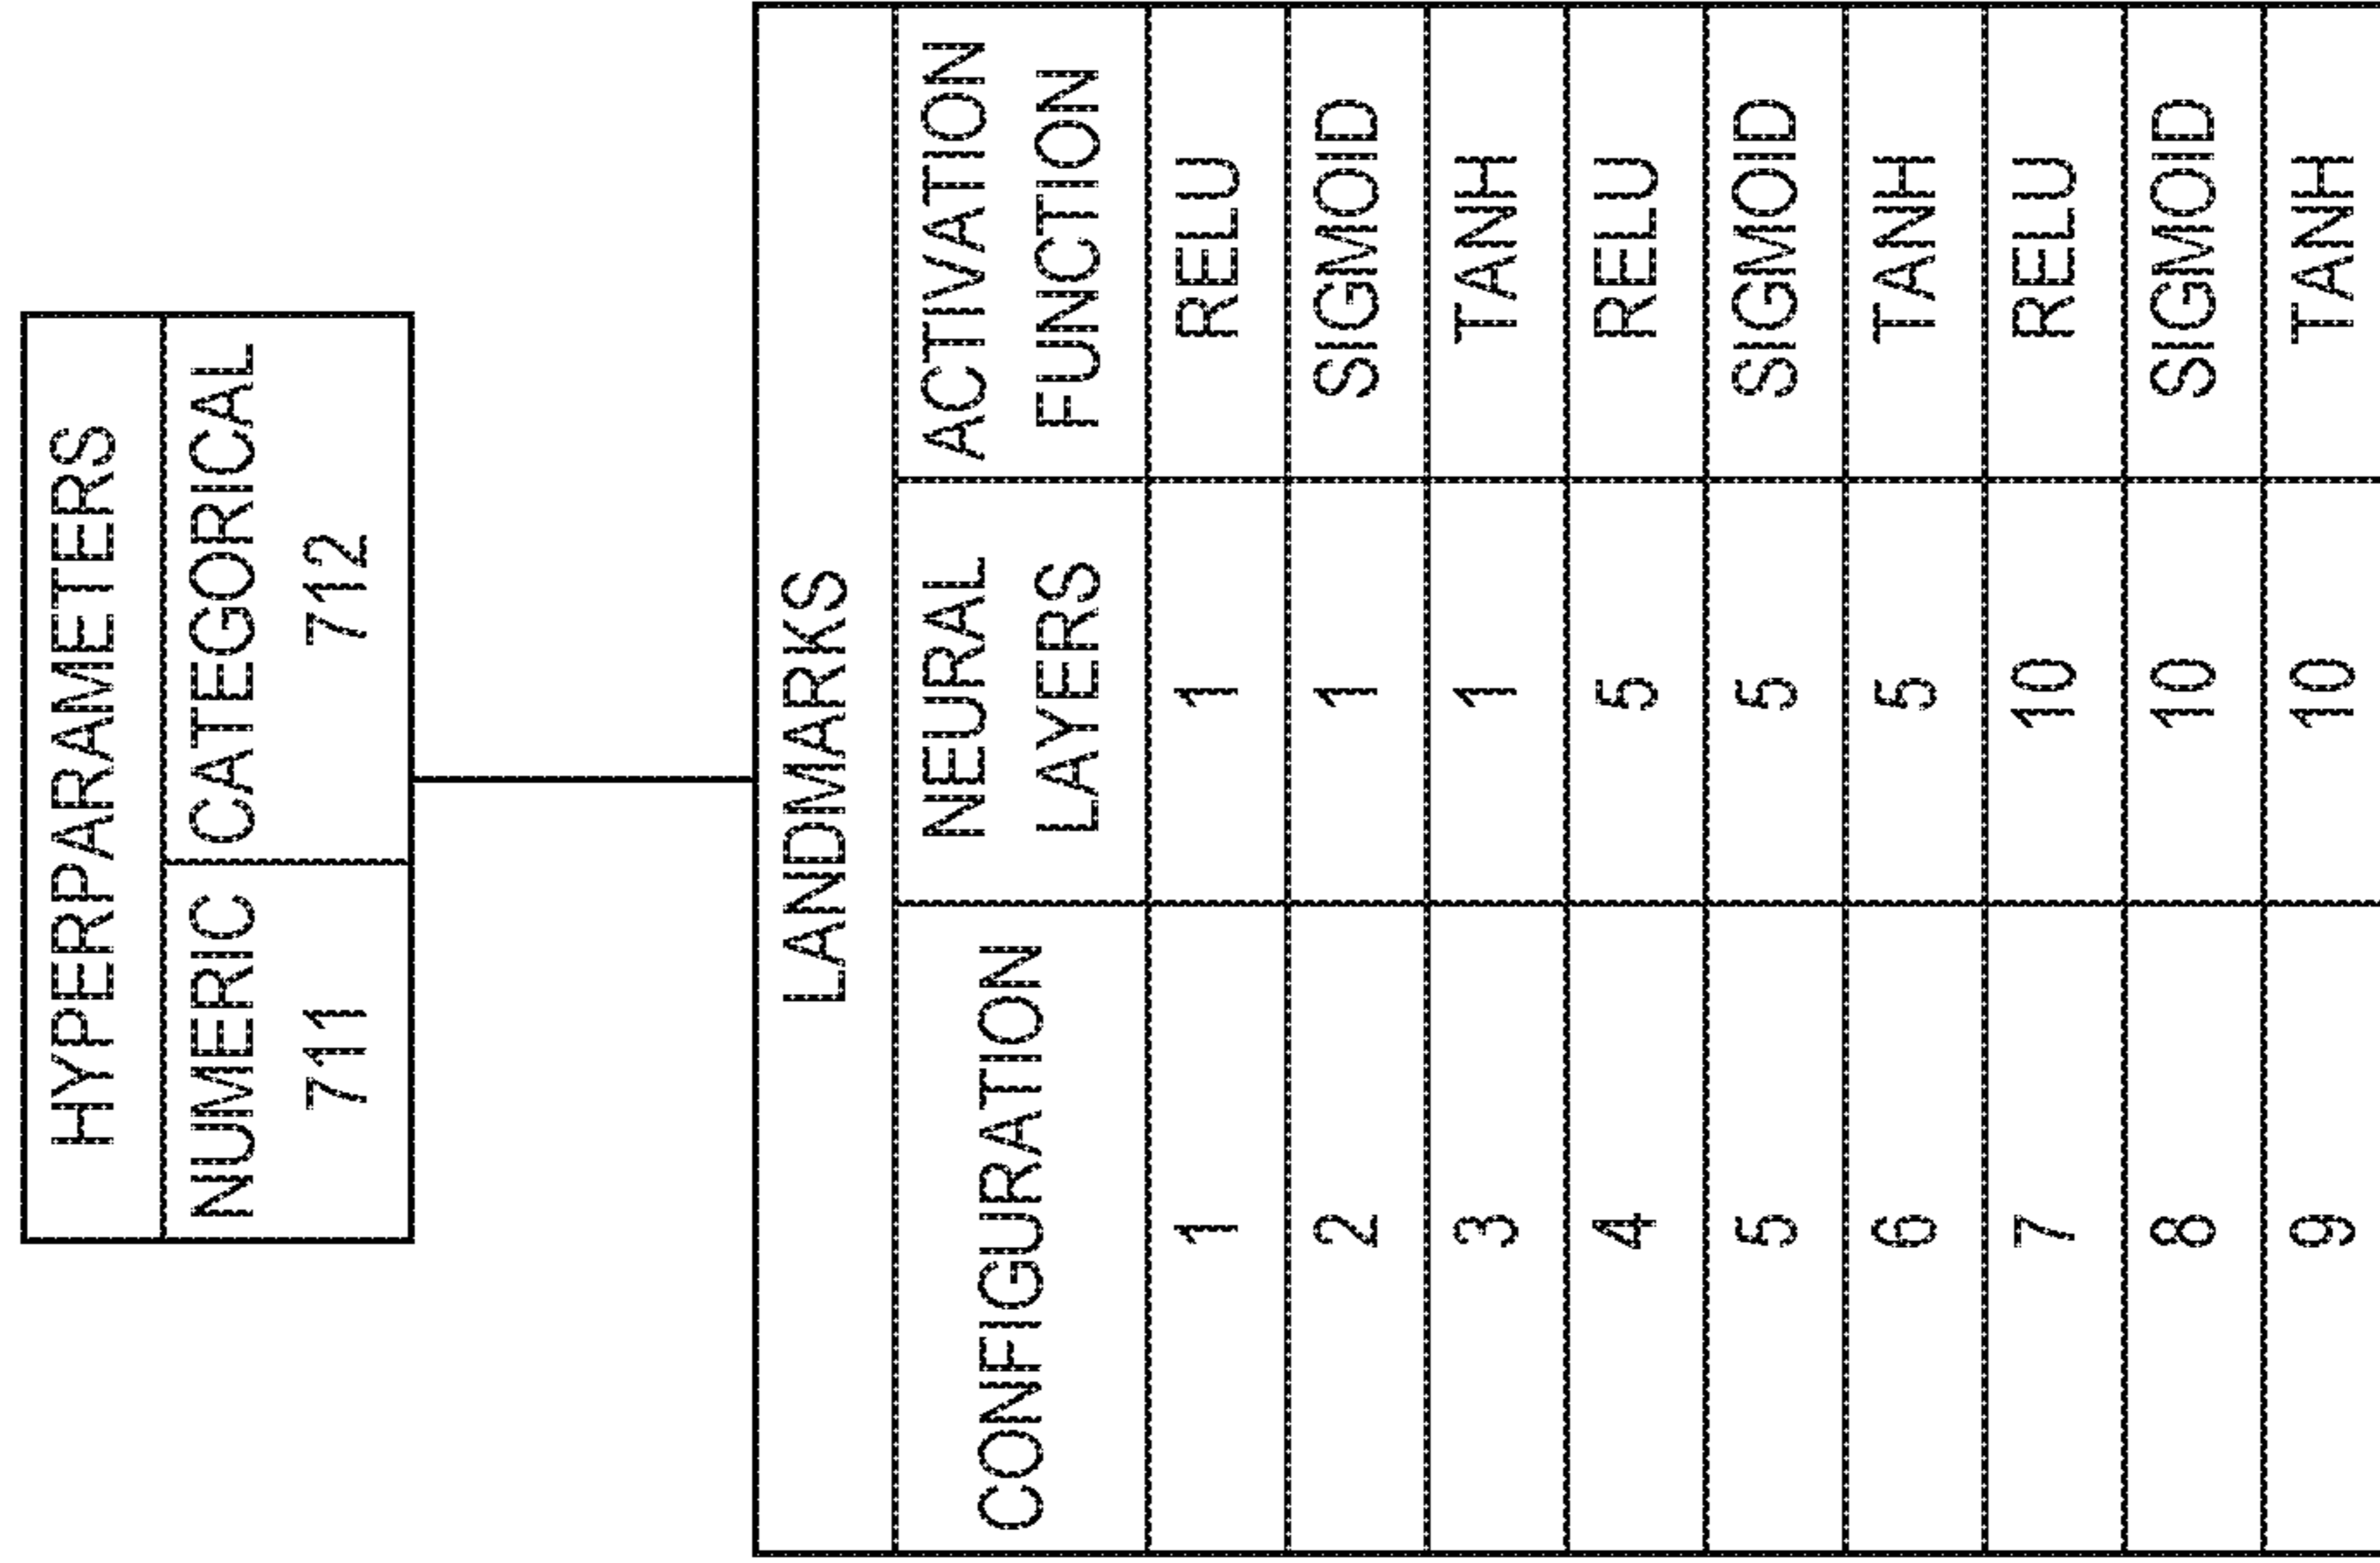 HYPERPARAMETERS
NUMERIC CATEGORICAL
711 712
LANDMARKS
CONFIGURATION NEURAL LAYERS ACTIVATION FUNCTION
1 1 RELU
2 1 SIGMOID
3 1 TANH
4 5 RELU
5 5 SIGMOID
6 5 TANH
7 10 RELU
8 10 SIGMOID
9 10 TANH